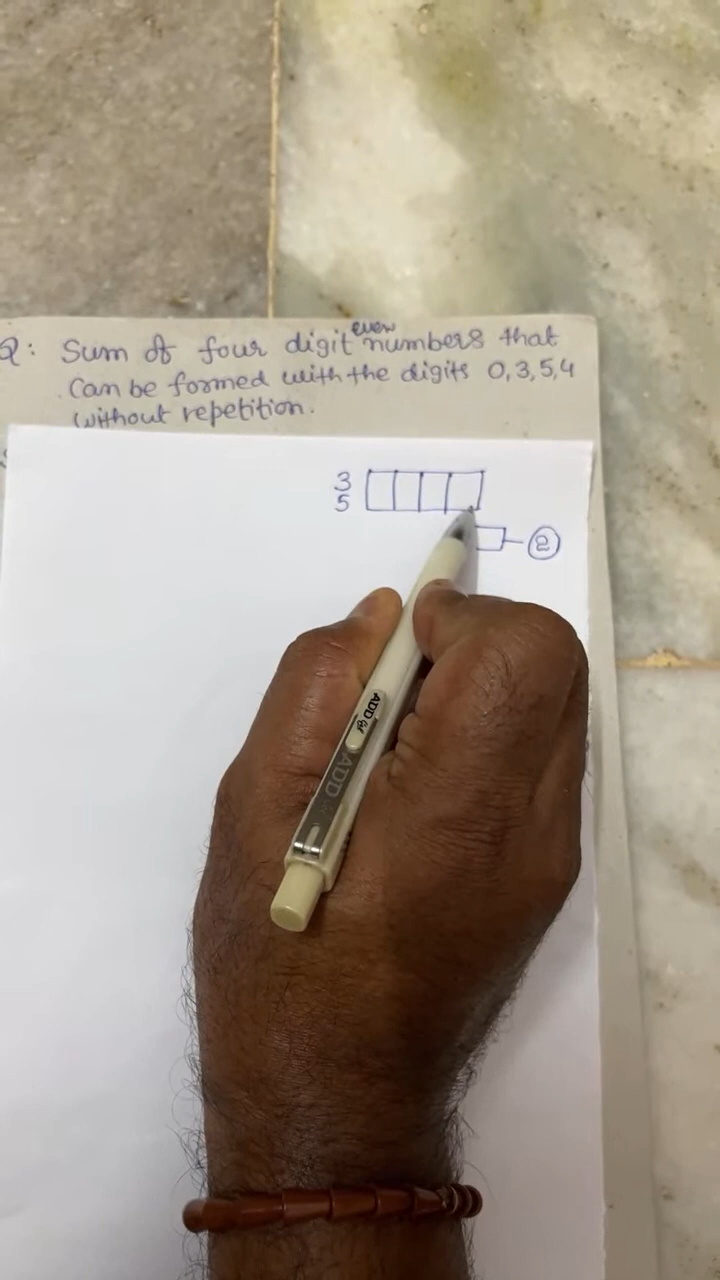 Q: Sum of four digit even numbers that
can be formed with the digits 0,3,5,4
without repetition.
3
5
2
ADD
ADD